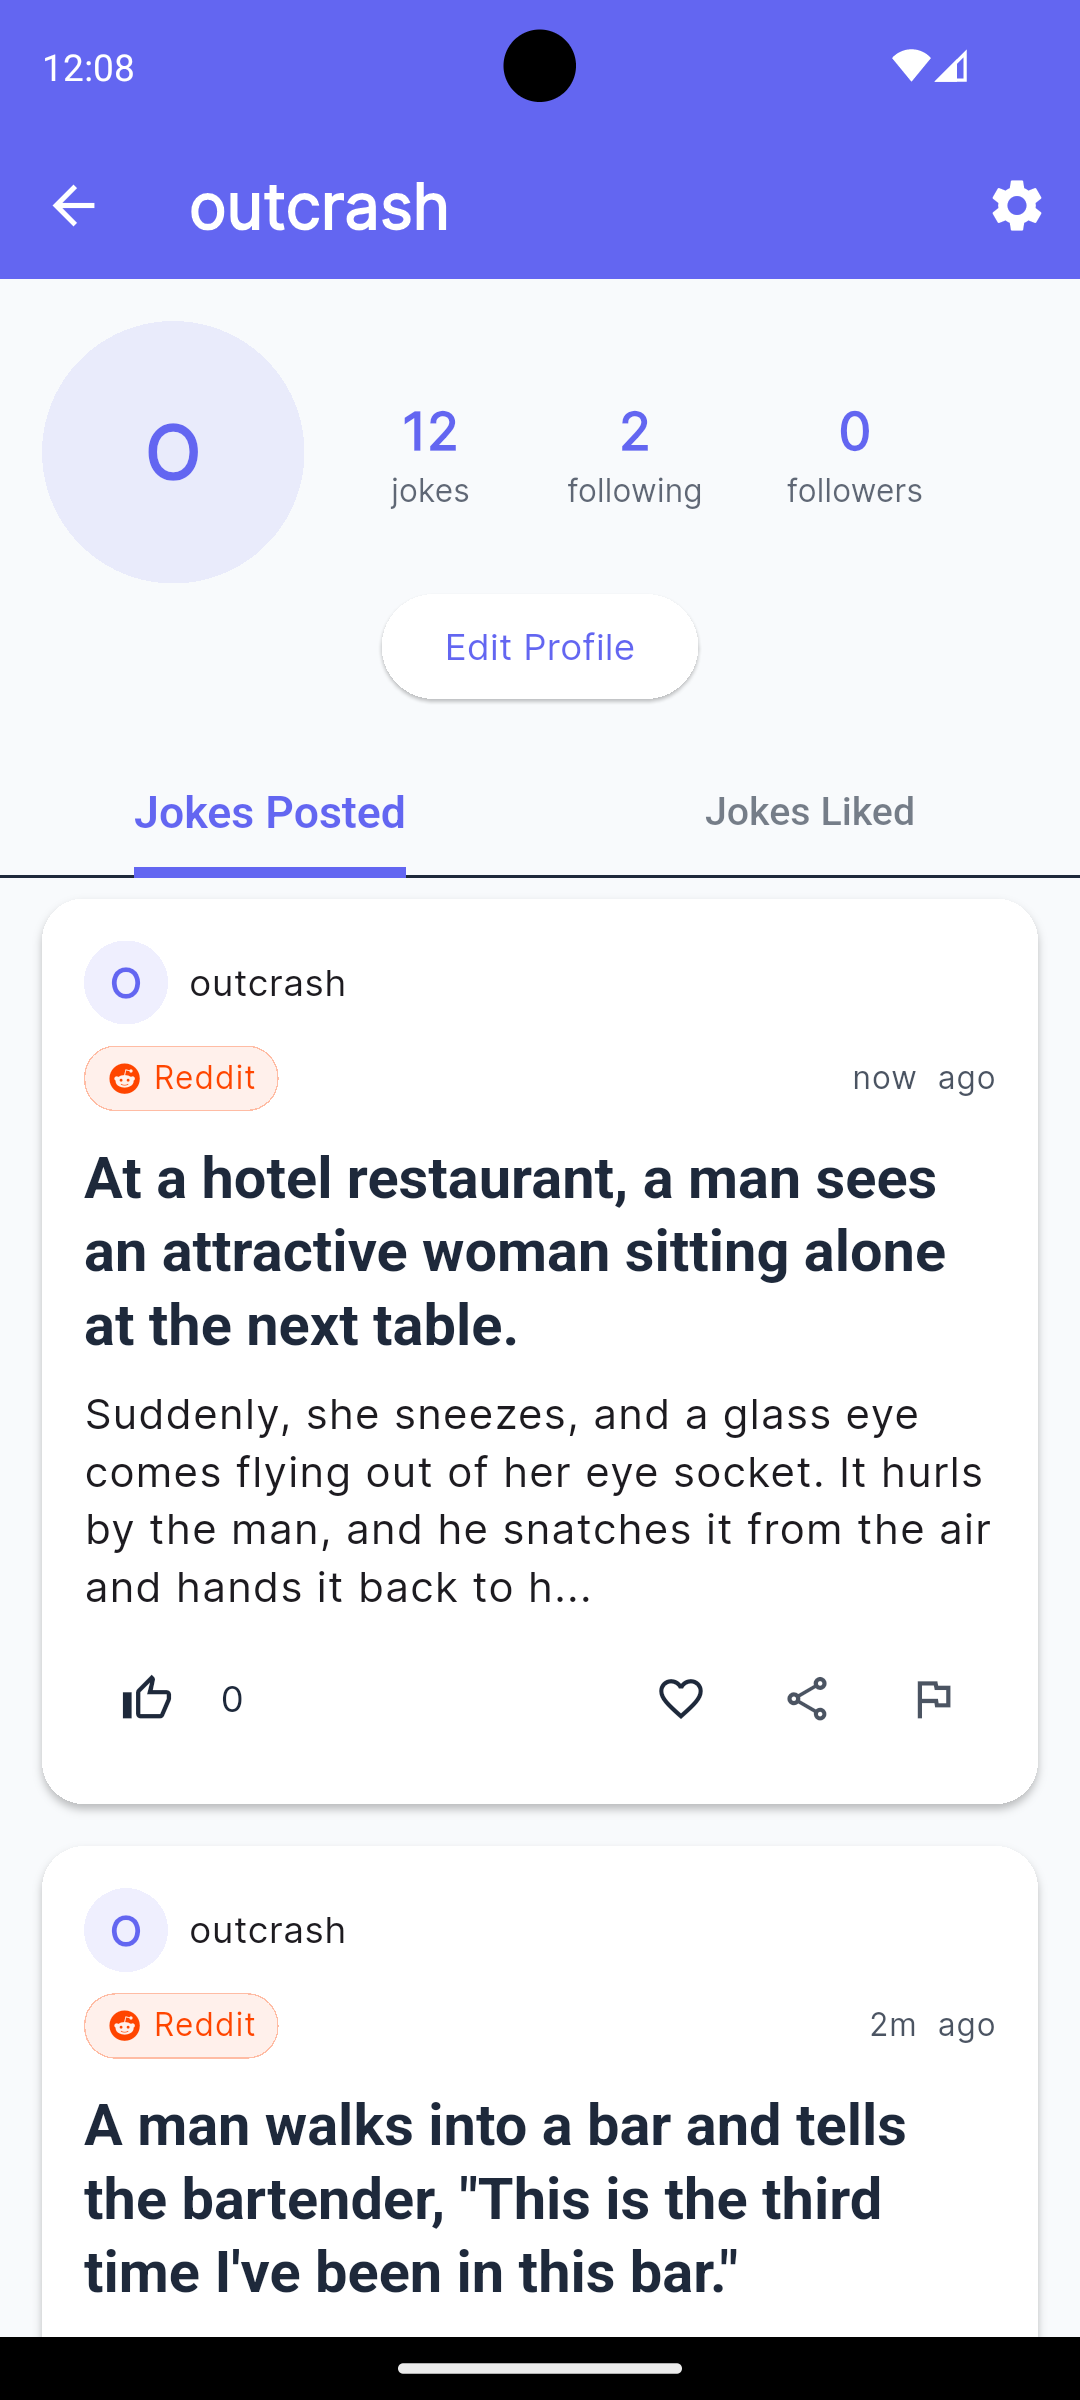 12:08
outcrash
O
12
jokes
2
following
0
followers
Edit Profile
Jokes Posted
Jokes Liked
O
outcrash
Reddit
now ago
At a hotel restaurant, a man sees
an attractive woman sitting alone
at the next table.
Suddenly, she sneezes, and a glass eye
comes flying out of her eye socket. It hurls
by the man, and he snatches it from the air
and hands it back to h...
0
O
outcrash
Reddit
2m ago
A man walks into a bar and tells
the bartender, "This is the third
time I've been in this bar."